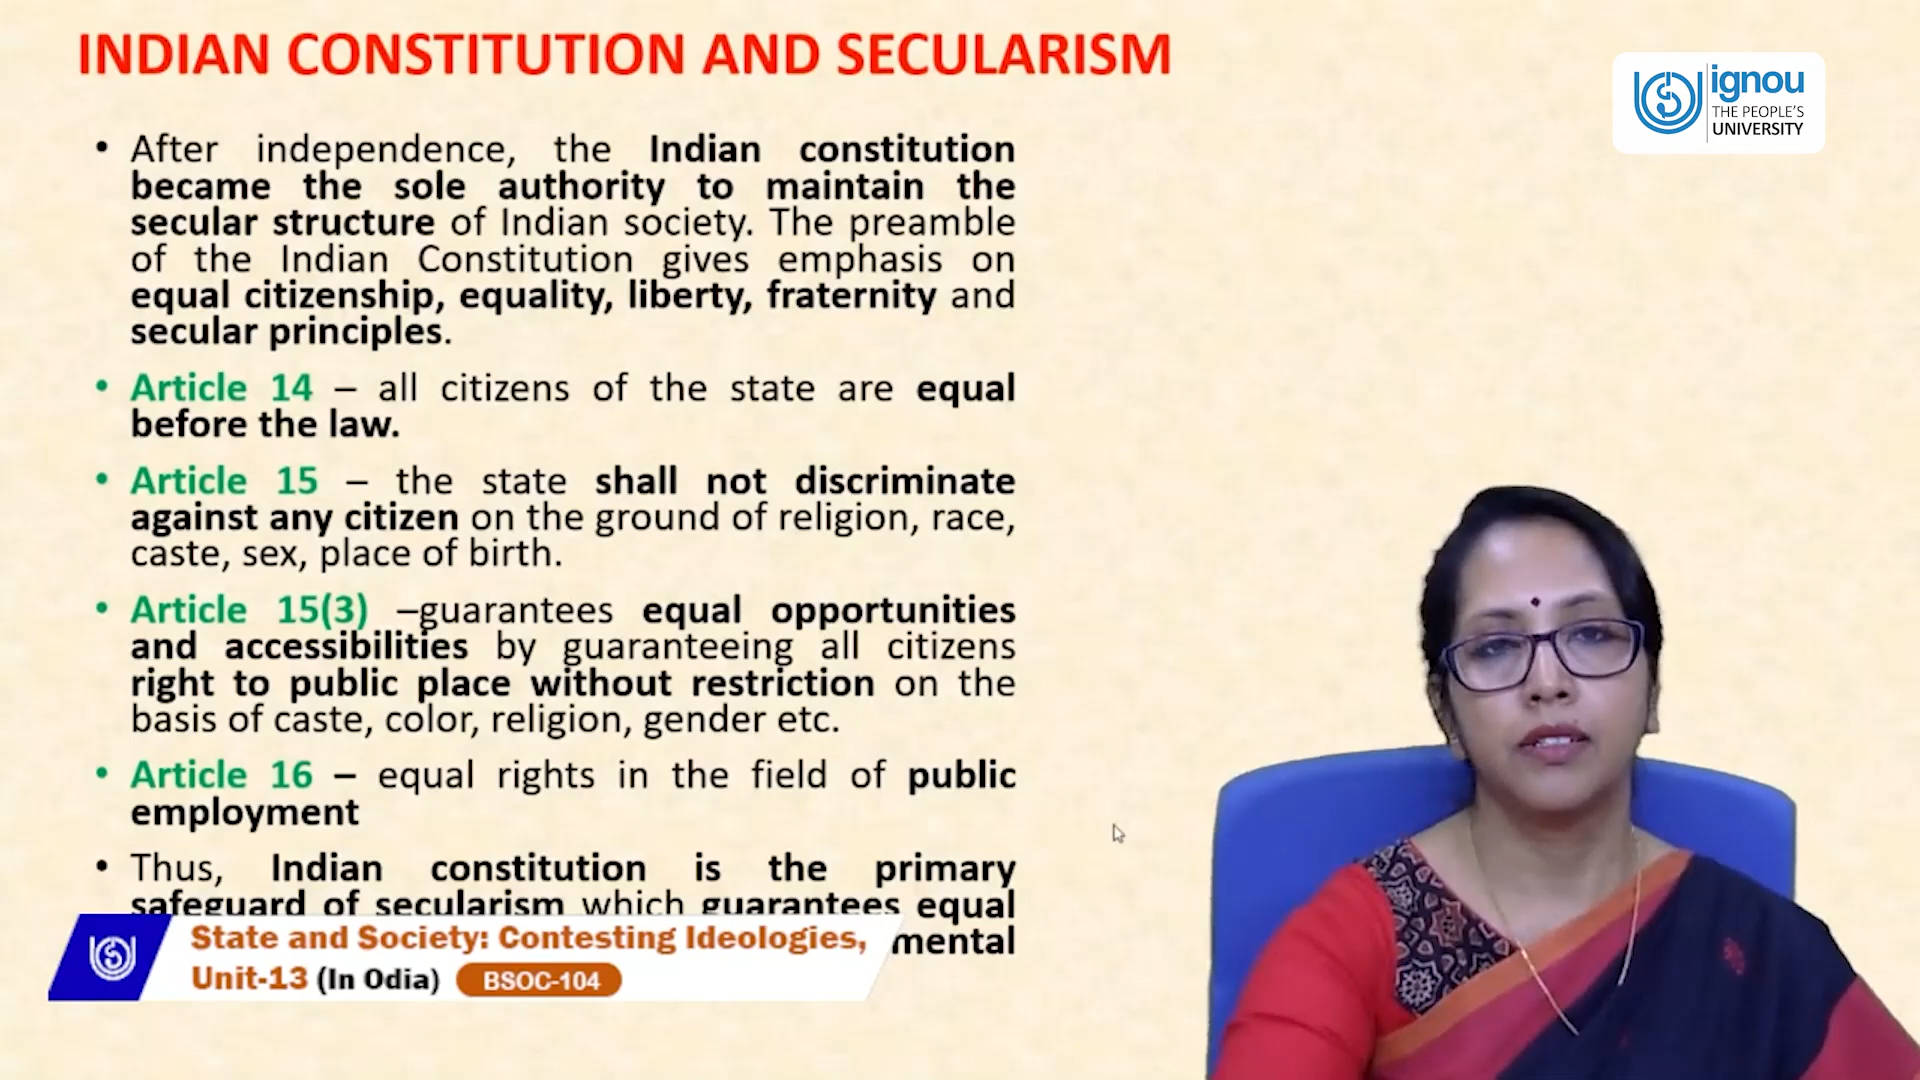 INDIAN CONSTITUTION AND SECULARISM
ignou
THE PEOPLE'S
UNIVERSITY
• After independence, the Indian constitution
became the sole authority to maintain the
secular structure of Indian society. The preamble
of the Indian Constitution gives emphasis on
equal citizenship, equality, liberty, fraternity and
secular principles.
• Article 14 – all citizens of the state are equal
before the law.
• Article 15 – the state shall not discriminate
against any citizen on the ground of religion, race,
caste, sex, place of birth.
• Article 15(3) –guarantees equal opportunities
and accessibilities by guaranteeing all citizens
right to public place without restriction on the
basis of caste, color, religion, gender etc.
• Article 16 – equal rights in the field of public
employment
• Thus, Indian constitution is the primary
safeguard of secularism which guarantees equal
mental
State and Society: Contesting Ideologies,
Unit-13 (In Odia) BSOC-104